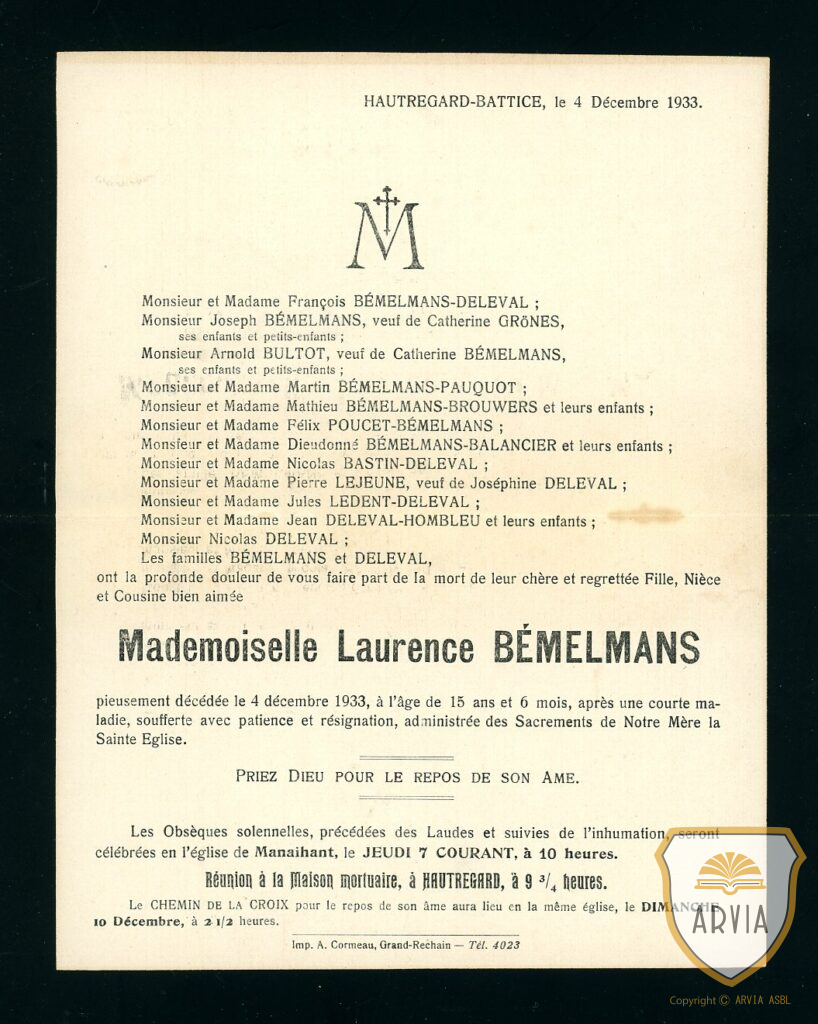 HAUTREGARD-BATTICE, le 4 Décembre 1933.
M
Monsieur et Madame François BÉMELMANS-DELEVAL ;
Monsieur Joseph BÉMELMANS, veuf de Catherine GRöNES,
ses enfants et petits-enfants ;
Monsieur Arnold BULTOT, veuf de Catherine BÉMELMANS,
ses enfants et petits-enfants ;
Monsieur et Madame Martin BÉMELMANS-PAUQUOT ;
Monsieur et Madame Mathieu BÉMELMANS-BROUWERS et leurs enfants ;
Monsieur et Madame Félix POUCET-BÉMELMANS ;
Monsieur et Madame Dieudonné BÉMELMANS-BALANCIER et leurs enfants ;
Monsieur et Madame Nicolas BASTIN-DELEVAL ;
Monsieur et Madame Pierre LEJEUNE, veuf de Joséphine DELEVAL ;
Monsieur et Madame Jules LEDENT-DELEVAL ;
Monsieur et Madame Jean DELEVAL-HOMBLEU et leurs enfants ;
Monsieur Nicolas DELEVAL ;
Les familles BÉMELMANS et DELEVAL,
ont la profonde douleur de vous faire part de la mort de leur chère et regrettée Fille, Nièce
et Cousine bien aimée
Mademoiselle Laurence BÉMELMANS
pieusement décédée le 4 décembre 1933, à l'âge de 15 ans et 6 mois, après une courte ma-
ladie, soufferte avec patience et résignation, administrée des Sacrements de Notre Mère la
Sainte Eglise.
PRIEZ DIEU POUR LE REPOS DE SON AME.
Les Obsèques solennelles, précédées des Laudes et suivies de l'inhumation, seront
célébrées en l'église de Manaihant, le JEUDI 7 COURANT, à 10 heures.
Réunion à la Maison mortuaire, à HAUTREGARD, à 9 3/4 heures.
Le CHEMIN DE LA CROIX pour le repos de son âme aura lieu en la même église, le DIMANCHE
10 Décembre, à 2 1/2 heures.
Imp. A. Cormeau, Grand-Rechain — Tél. 4023
ARVIA
Copyright © ARVIA ASBL